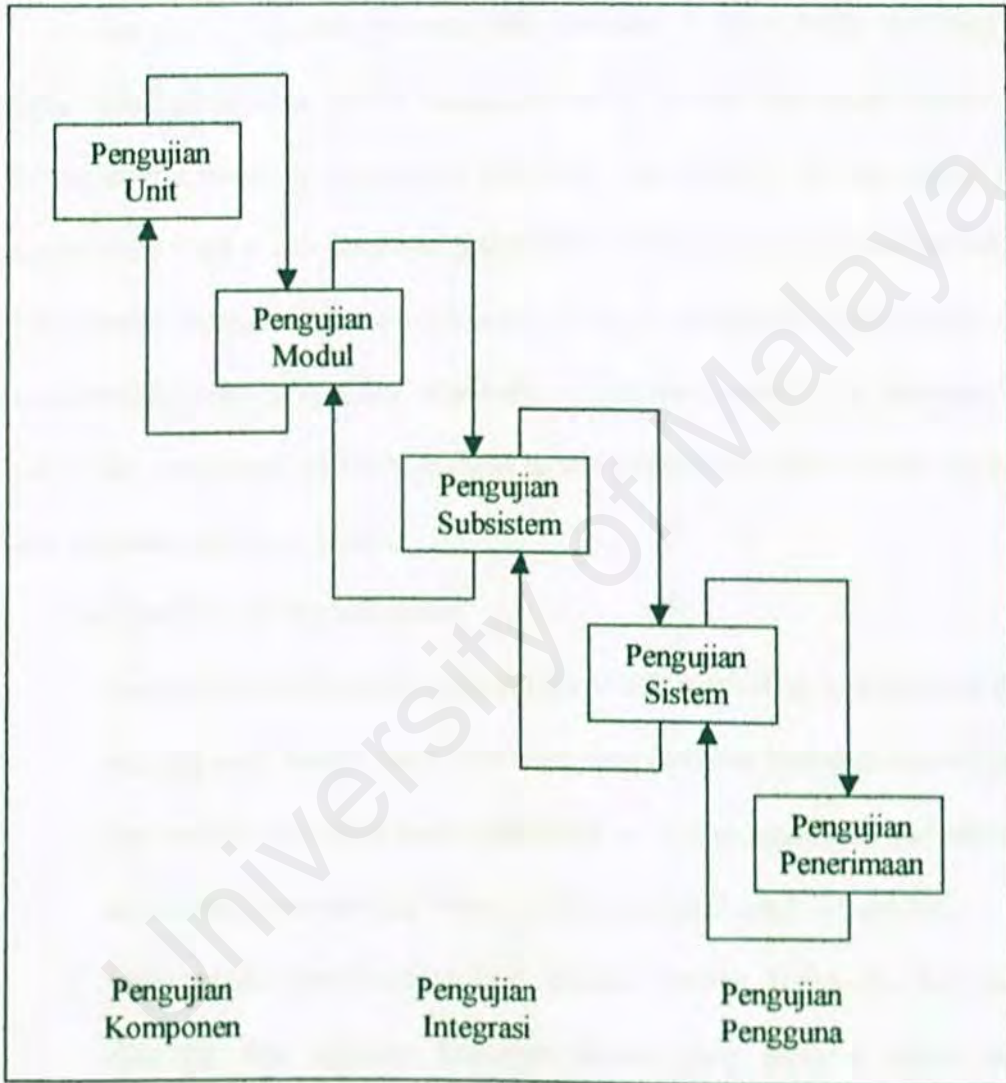 Pengujian
Unit
Pengujian
Modul
Pengujian
Subsistem
Pengujian
Sistem
Pengujian
Penerimaan
Pengujian
Komponen
Pengujian
Integrasi
Pengujian
Pengguna
University of Malaya